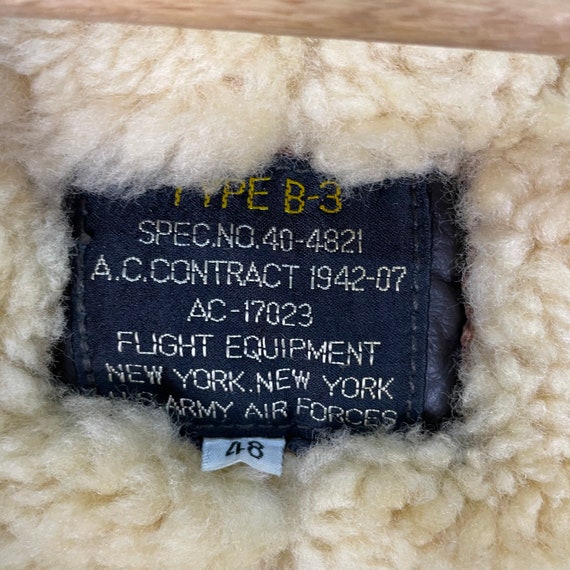 TYPE B-3
SPEC.NO.40-4821
A.C.CONTRACT 1942-07
AC-17023
FLIGHT EQUIPMENT
NEW YORK.NEW YORK
U.S.ARMY AIR FORCES
48